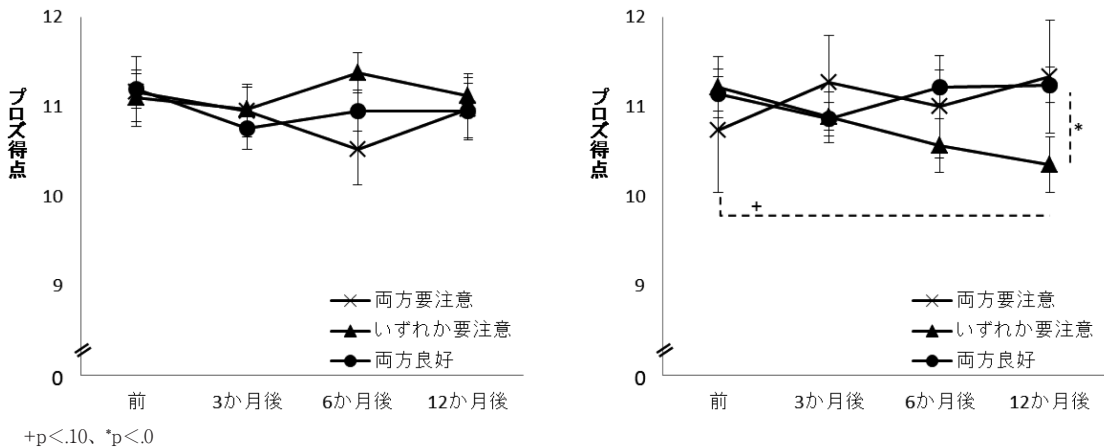 12
11
10
9
0
プロズ得点
両方要注意
いずれか要注意
両方良好
前
3か月後
6か月後
12か月後
12
11
10
9
0
プロズ得点
*
+
両方要注意
いずれか要注意
両方良好
前
3か月後
6か月後
12か月後
+p<.10、*p<.0